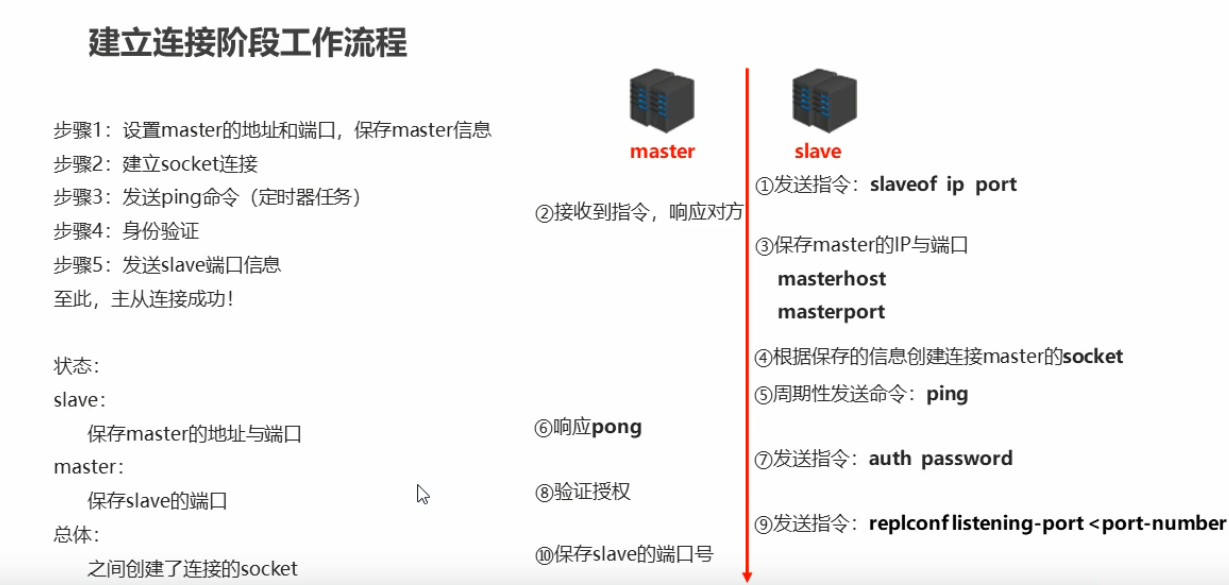 建立连接阶段工作流程
步骤1：设置master的地址和端口，保存master信息
步骤2：建立socket连接
步骤3：发送ping命令（定时器任务）
步骤4：身份验证
步骤5：发送slave端口信息
至此，主从连接成功！
状态：
slave：
保存master的地址与端口
master：
保存slave的端口
总体：
之间创建了连接的socket
master
slave
①发送指令：slaveof ip port
②接收到指令，响应对方
③保存master的IP与端口
masterhost
masterport
④根据保存的信息创建连接master的socket
⑤周期性发送命令：ping
⑥响应pong
⑦发送指令：auth password
⑧验证授权
⑨发送指令：replconf listening-port <port-number
⑩保存slave的端口号